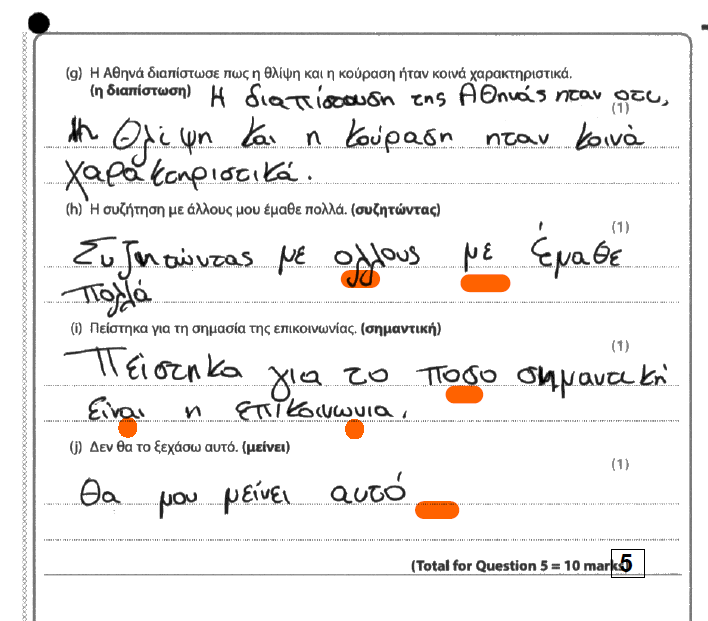 (g) Η Αθηνά διαπίστωσε πως η θλίψη και η κούραση ήταν κοινά χαρακτηριστικά.
(η διαπίστωση) Η διαπίστωση της Αθηνάς ηταν οτι,
(1)
η θλίψη και η κούραση ηταν κοινά
χαρακτηριστικά.
(h) Η συζήτηση με άλλους μου έμαθε πολλά. (συζητώντας)
(1)
Συζητώντας με ολλους με έμαθε
πολλά
(i) Πείστηκα για τη σημασία της επικοινωνίας. (σημαντική)
(1)
Πείστηκα για το ποσο σημαντική
είναι η επικοινωνια.
(j) Δεν θα το ξεχάσω αυτό. (μείνει)
(1)
Θα μου μείνει αυτό
(Total for Question 5 = 10 marks) 5